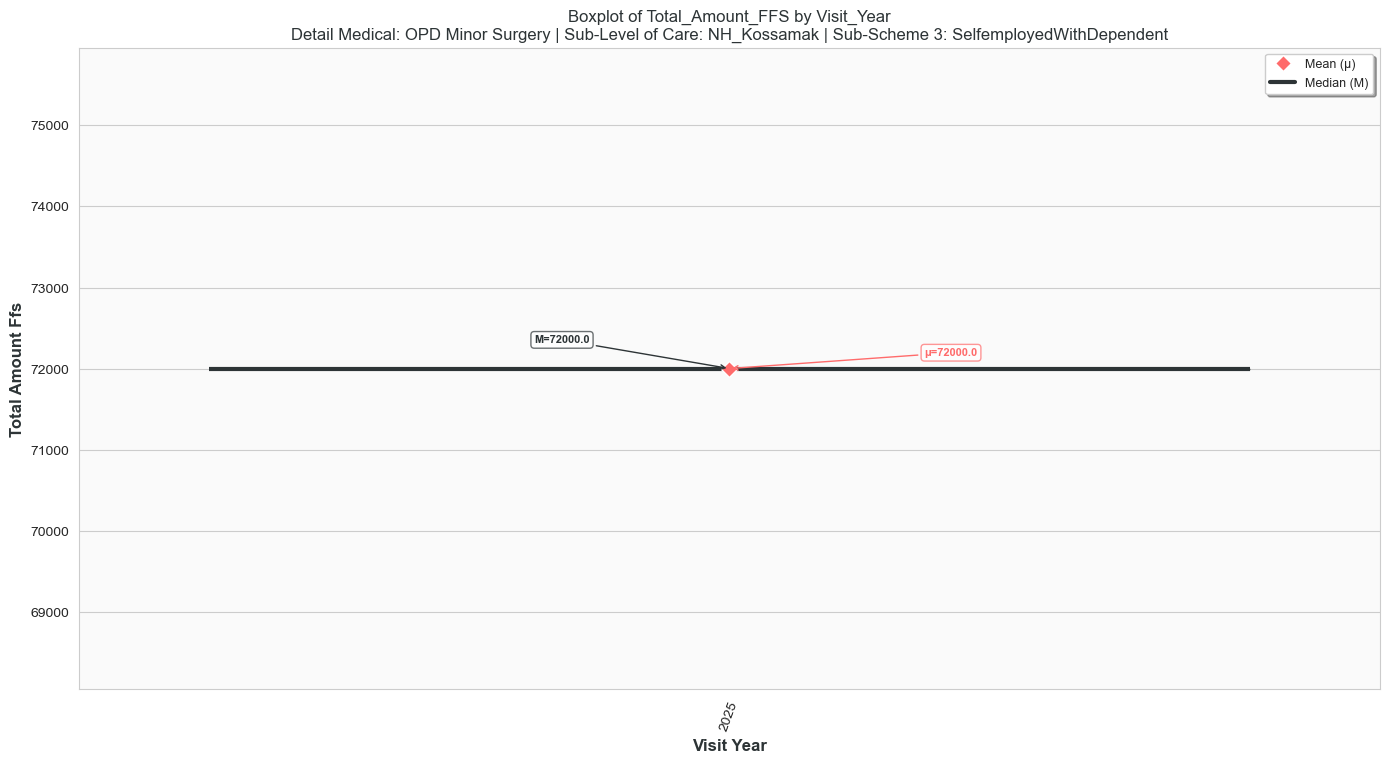 Boxplot of Total_Amount_FFS by Visit_Year
Detail Medical: OPD Minor Surgery | Sub-Level of Care: NH_Kossamak | Sub-Scheme 3: SelfemployedWithDependent
Mean (μ)
Median (M)
75000
74000
73000
72000
71000
70000
69000
Total Amount Ffs
M=72000.0
μ=72000.0
2025
Visit Year